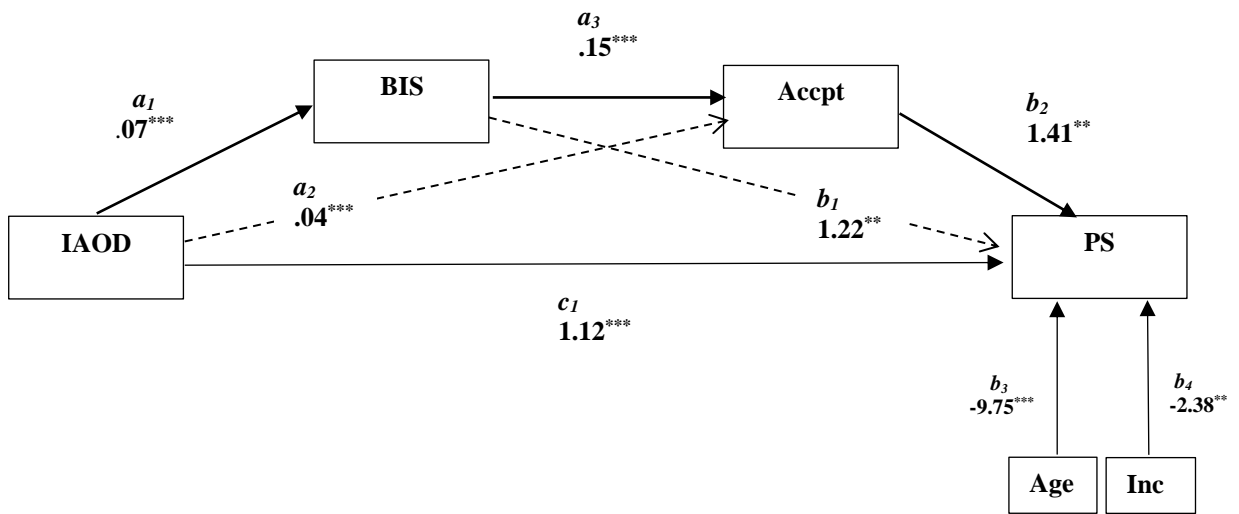 a3
.15***
BIS
Accpt
a1
.07***
b2
1.41**
a2
.04***
b1
1.22**
IAOD
PS
c1
1.12***
b3
-9.75***
b4
-2.38**
Age
Inc